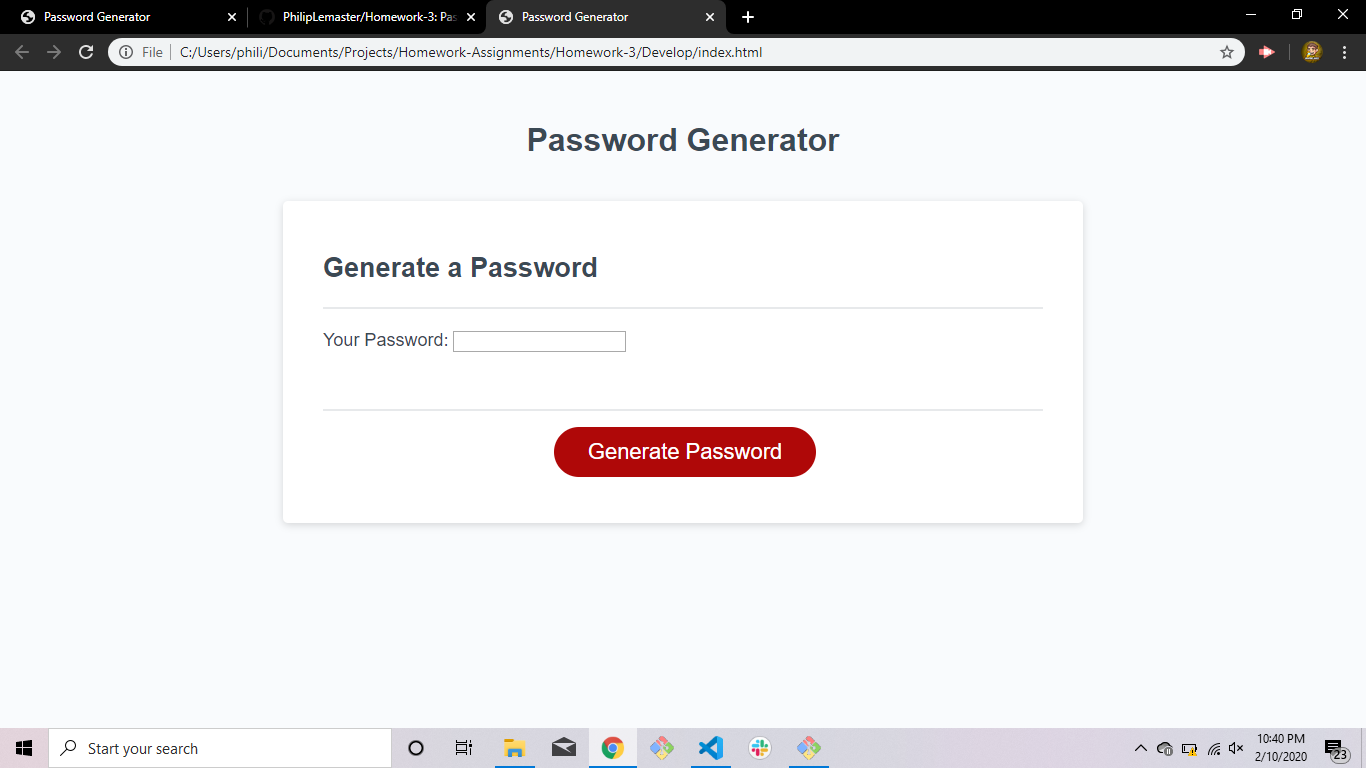 Password Generator
PhilipLemaster/Homework-3: Pas
Password Generator
File
C:/Users/phili/Documents/Projects/Homework-Assignments/Homework-3/Develop/index.html
Password Generator
Generate a Password
Your Password:
Generate Password
Start your search
10:40 PM
2/10/2020
23